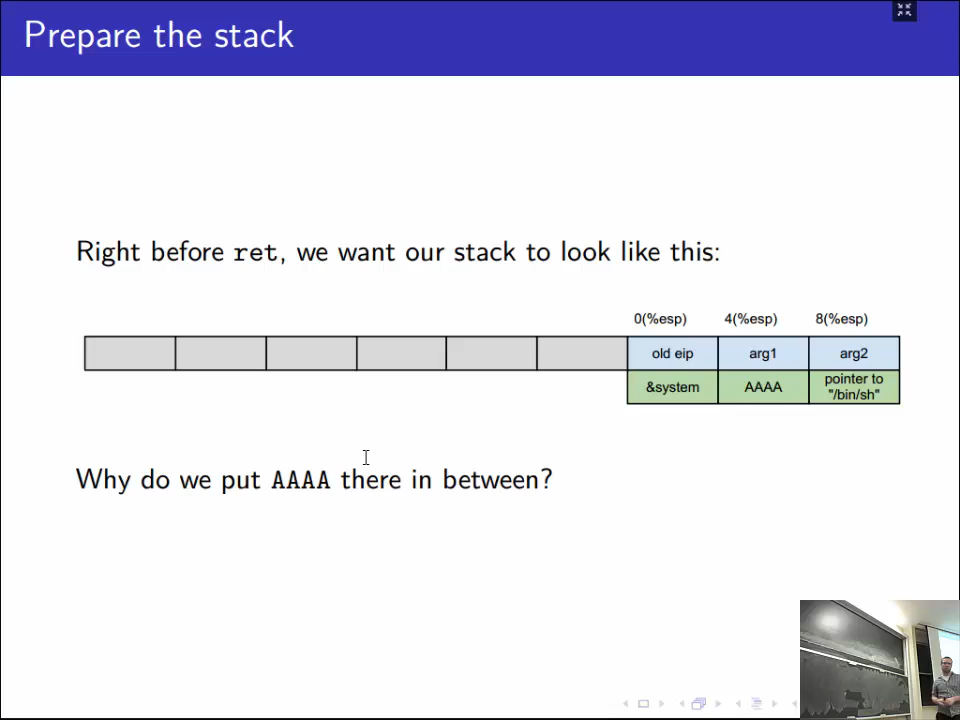 Prepare the stack
Right before ret, we want our stack to look like this:
0(%esp) 4(%esp) 8(%esp)
old eip arg1 arg2
&system AAAA pointer to
"/bin/sh"
Why do we put AAAA there in between?